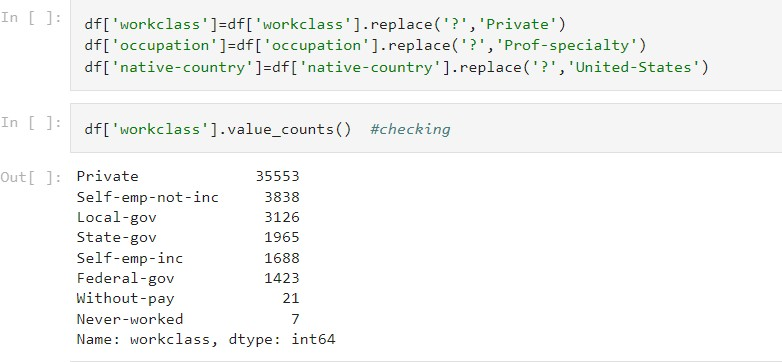 In [ ]: df['workclass']=df['workclass'].replace('?','Private')
df['occupation']=df['occupation'].replace('?','Prof-specialty')
df['native-country']=df['native-country'].replace('?','United-States')
In [ ]: df['workclass'].value_counts()  #checking
Out[ ]: Private 35553
Self-emp-not-inc 3838
Local-gov 3126
State-gov 1965
Self-emp-inc 1688
Federal-gov 1423
Without-pay 21
Never-worked 7
Name: workclass, dtype: int64